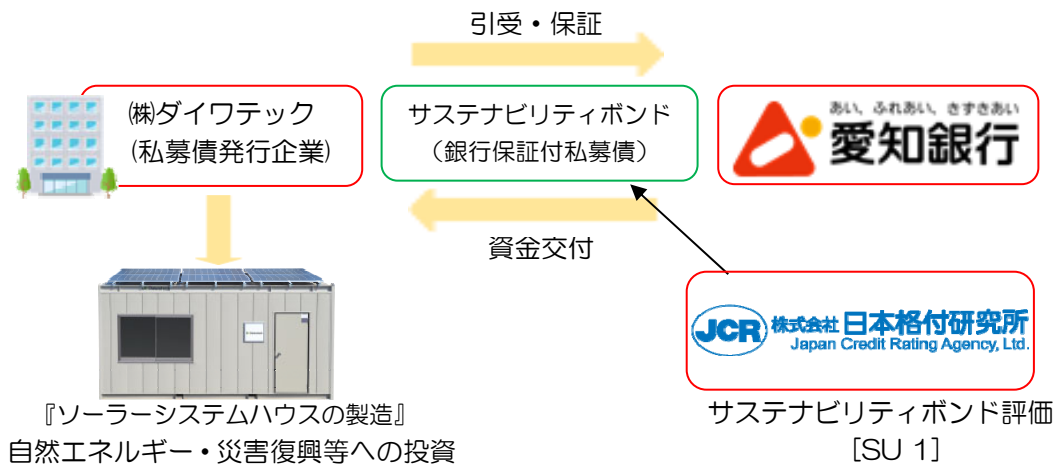 引受・保証
㈱ダイワテック
(私募債発行企業)
サステナビリティボンド
（銀行保証付私募債）
あい、ふれあい、きずきあい
愛知銀行
資金交付
JCR 株式会社 日本格付研究所
Japan Credit Rating Agency, Ltd.
『ソーラーシステムハウスの製造』
自然エネルギー・災害復興等への投資
サステナビリティボンド評価
[SU 1]